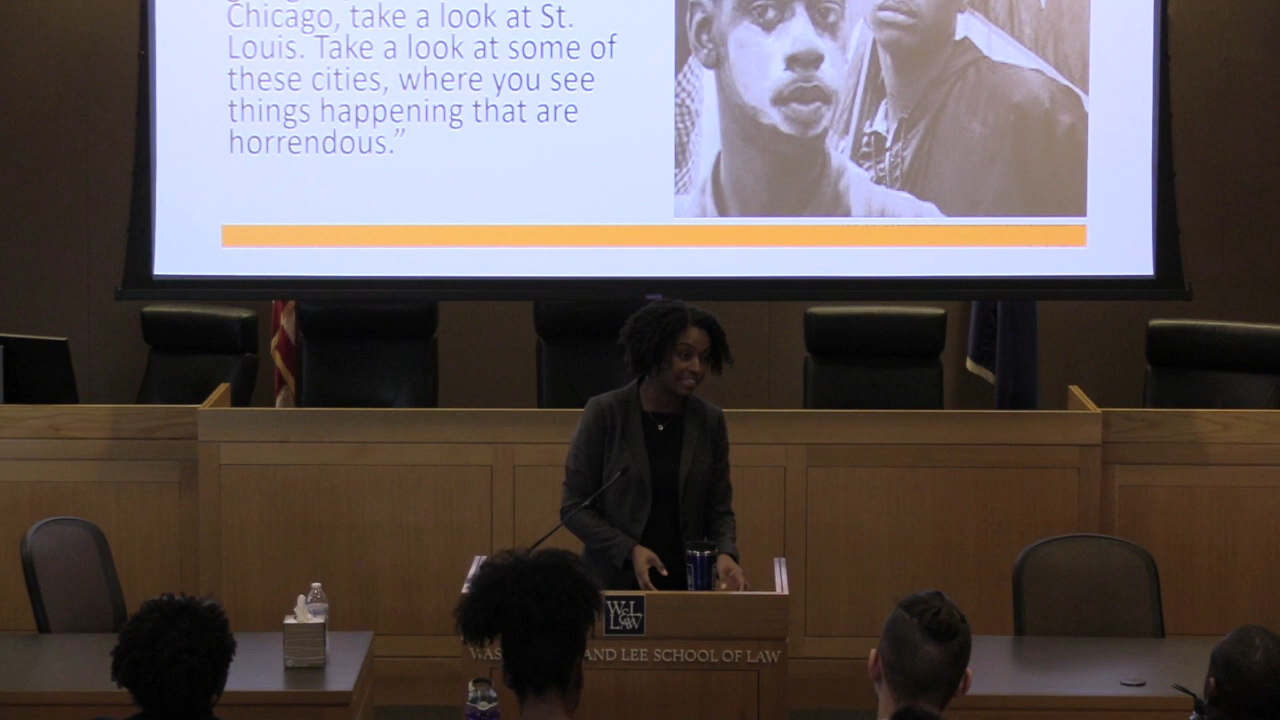 Chicago, take a look at St.
Louis. Take a look at some of
these cities, where you see
things happening that are
horrendous.”
W&L
LAW
WAS AND LEE SCHOOL OF LAW